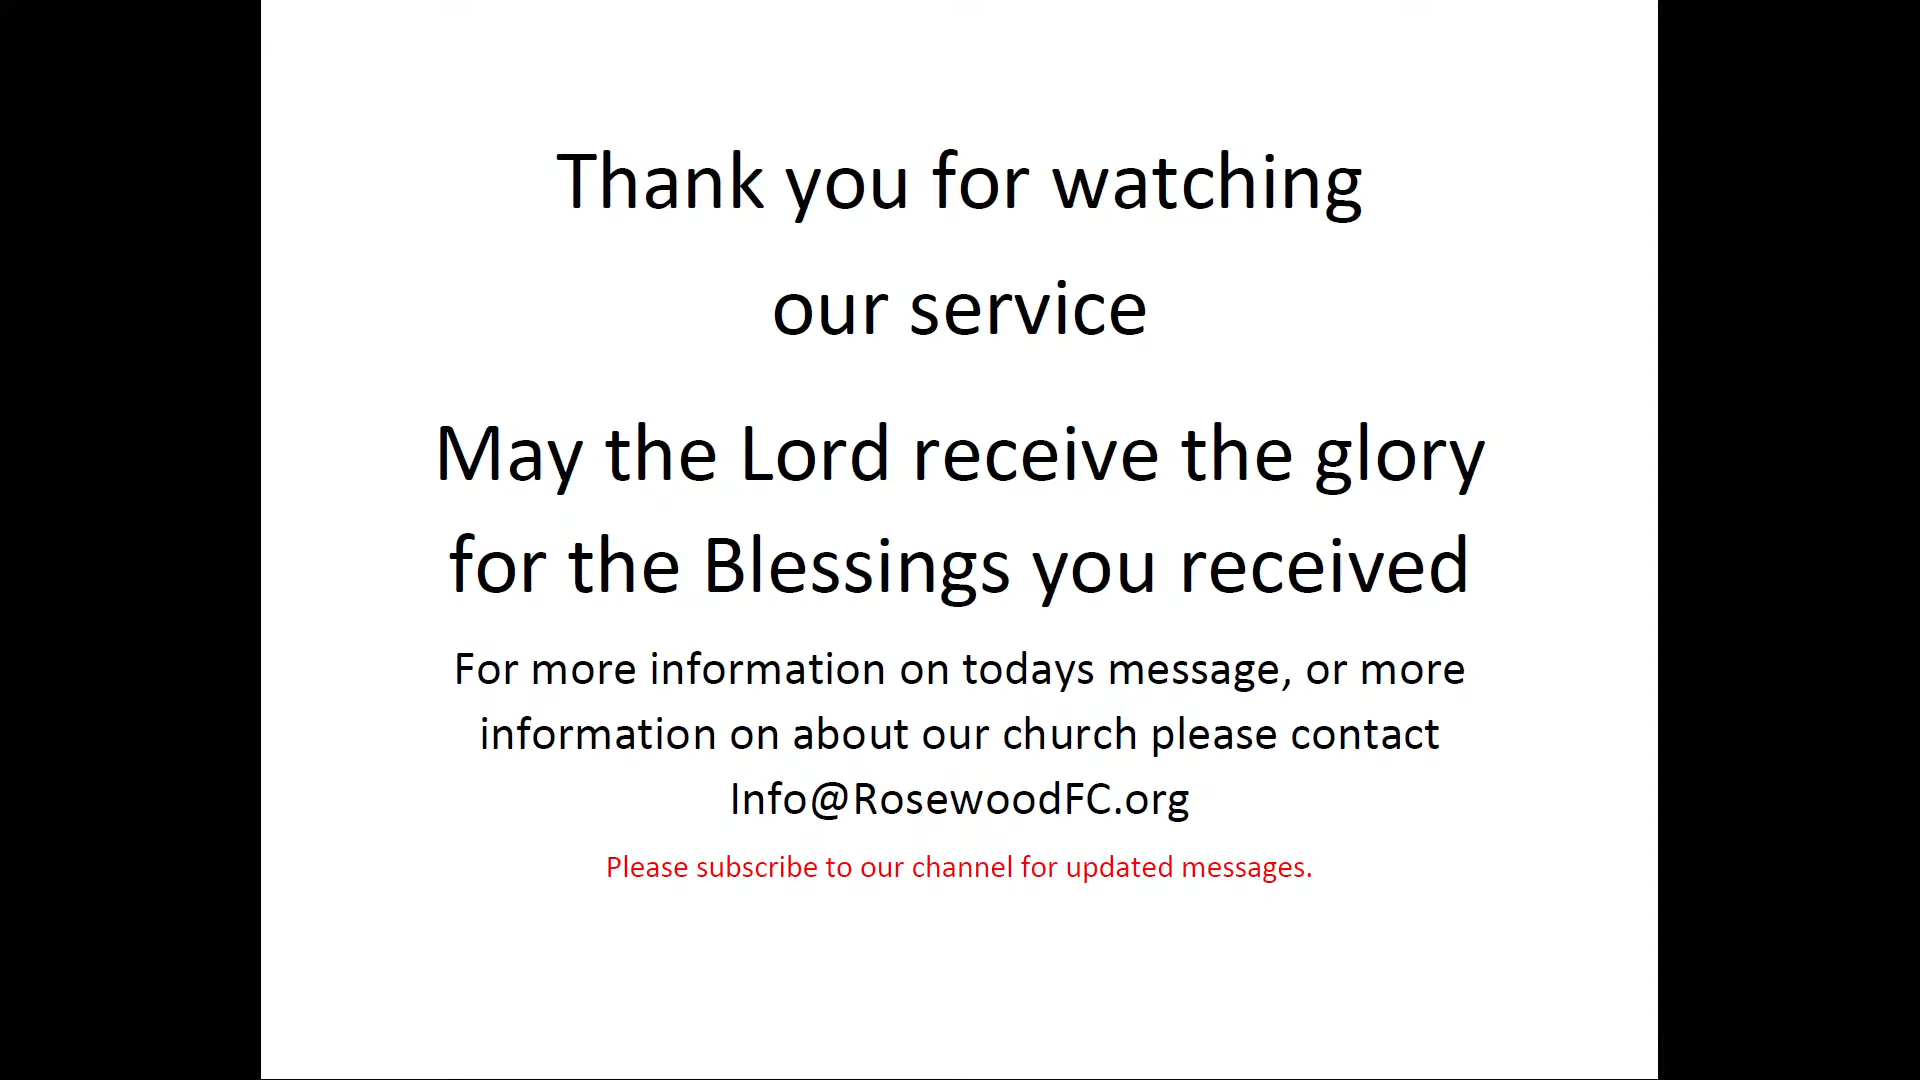 Thank you for watching
our service
May the Lord receive the glory
for the Blessings you received
For more information on todays message, or more
information on about our church please contact
Info@RosewoodFC.org
Please subscribe to our channel for updated messages.